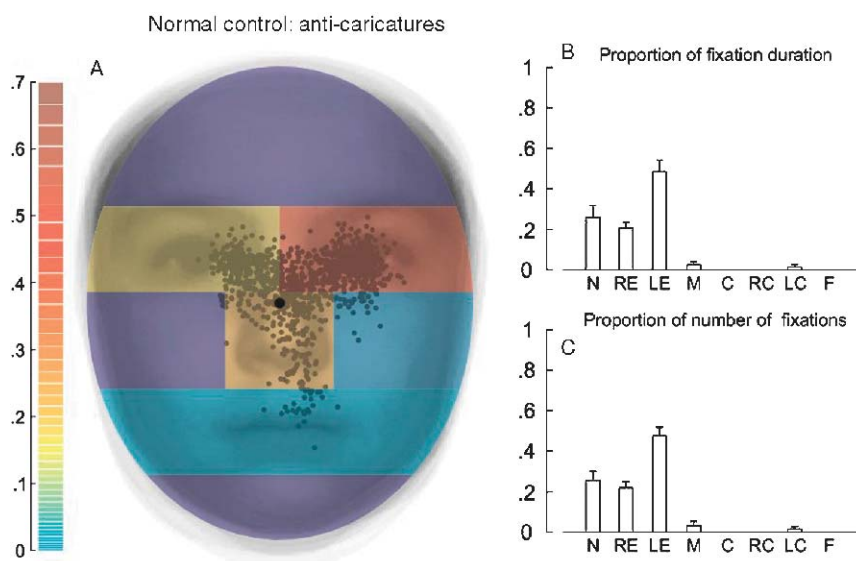 Normal control: anti-caricatures
A
.7
.6
.5
.4
.3
.2
.1
0
B
Proportion of fixation duration
1
.8
.6
.4
.2
0
N RE LE M C RC LC F
Proportion of number of fixations
C
1
.8
.6
.4
.2
0
N RE LE M C RC LC F